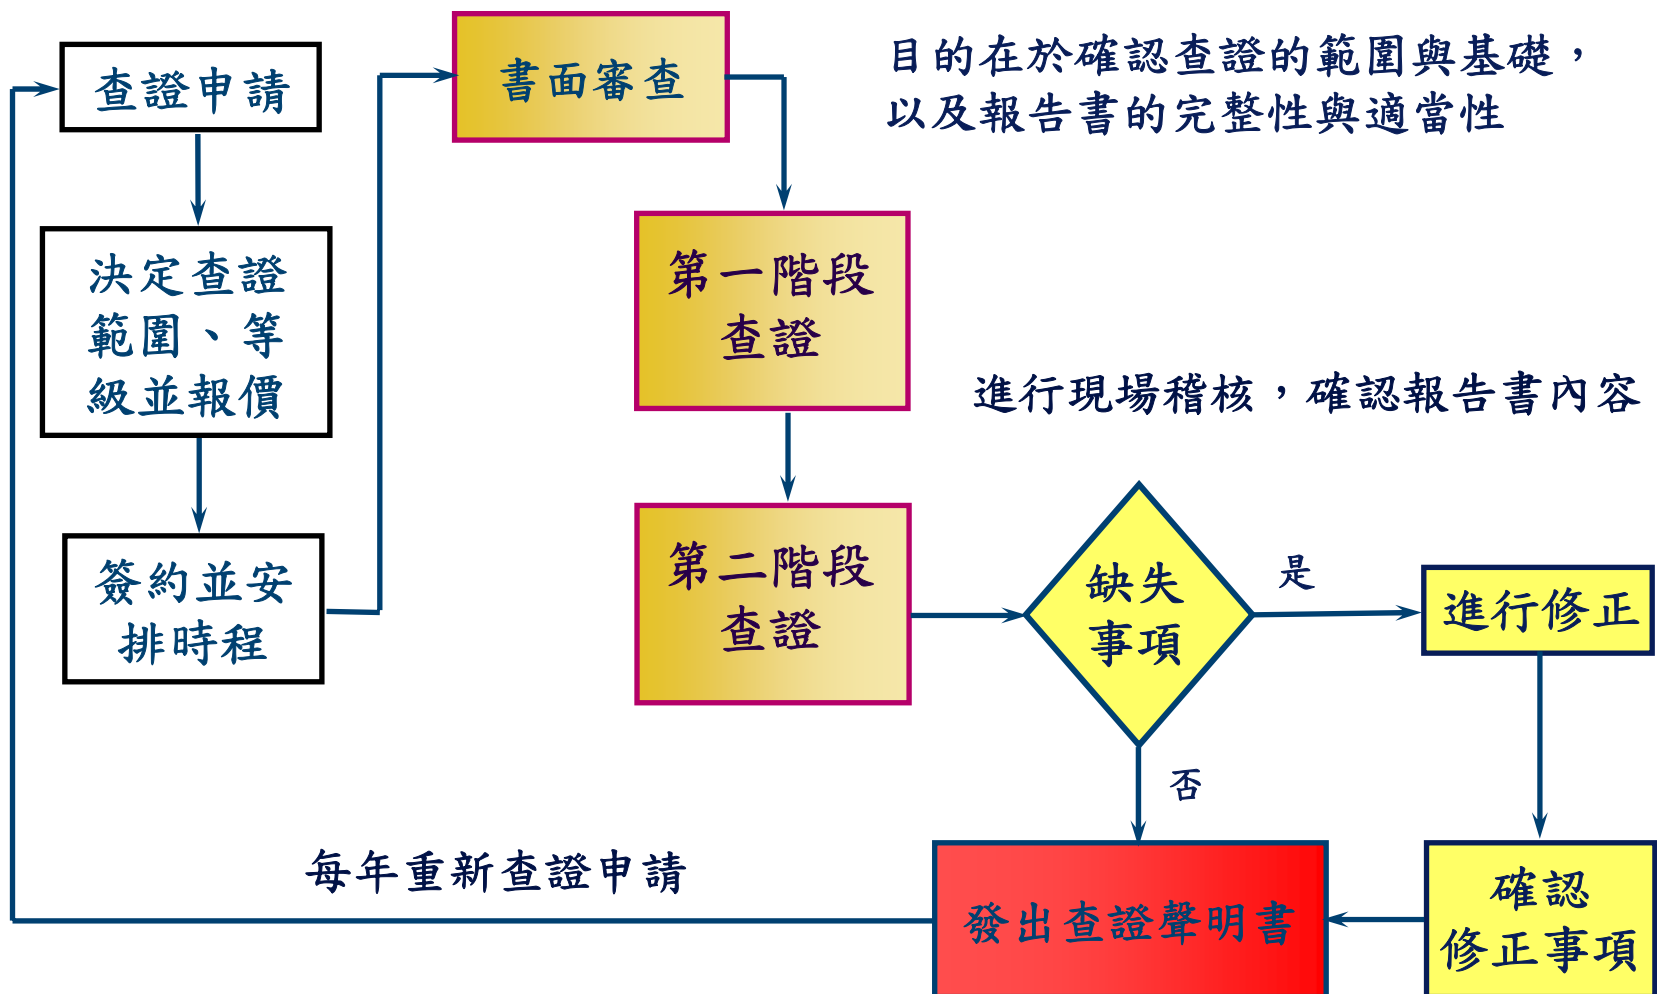 查證申請
決定查證
範圍、等
級並報價
簽約並安
排時程
書面審查
目的在於確認查證的範圍與基礎，
以及報告書的完整性與適當性
第一階段
查證
進行現場稽核，確認報告書內容
第二階段
查證
缺失
事項
是
進行修正
否
確認
修正事項
發出查證聲明書
每年重新查證申請